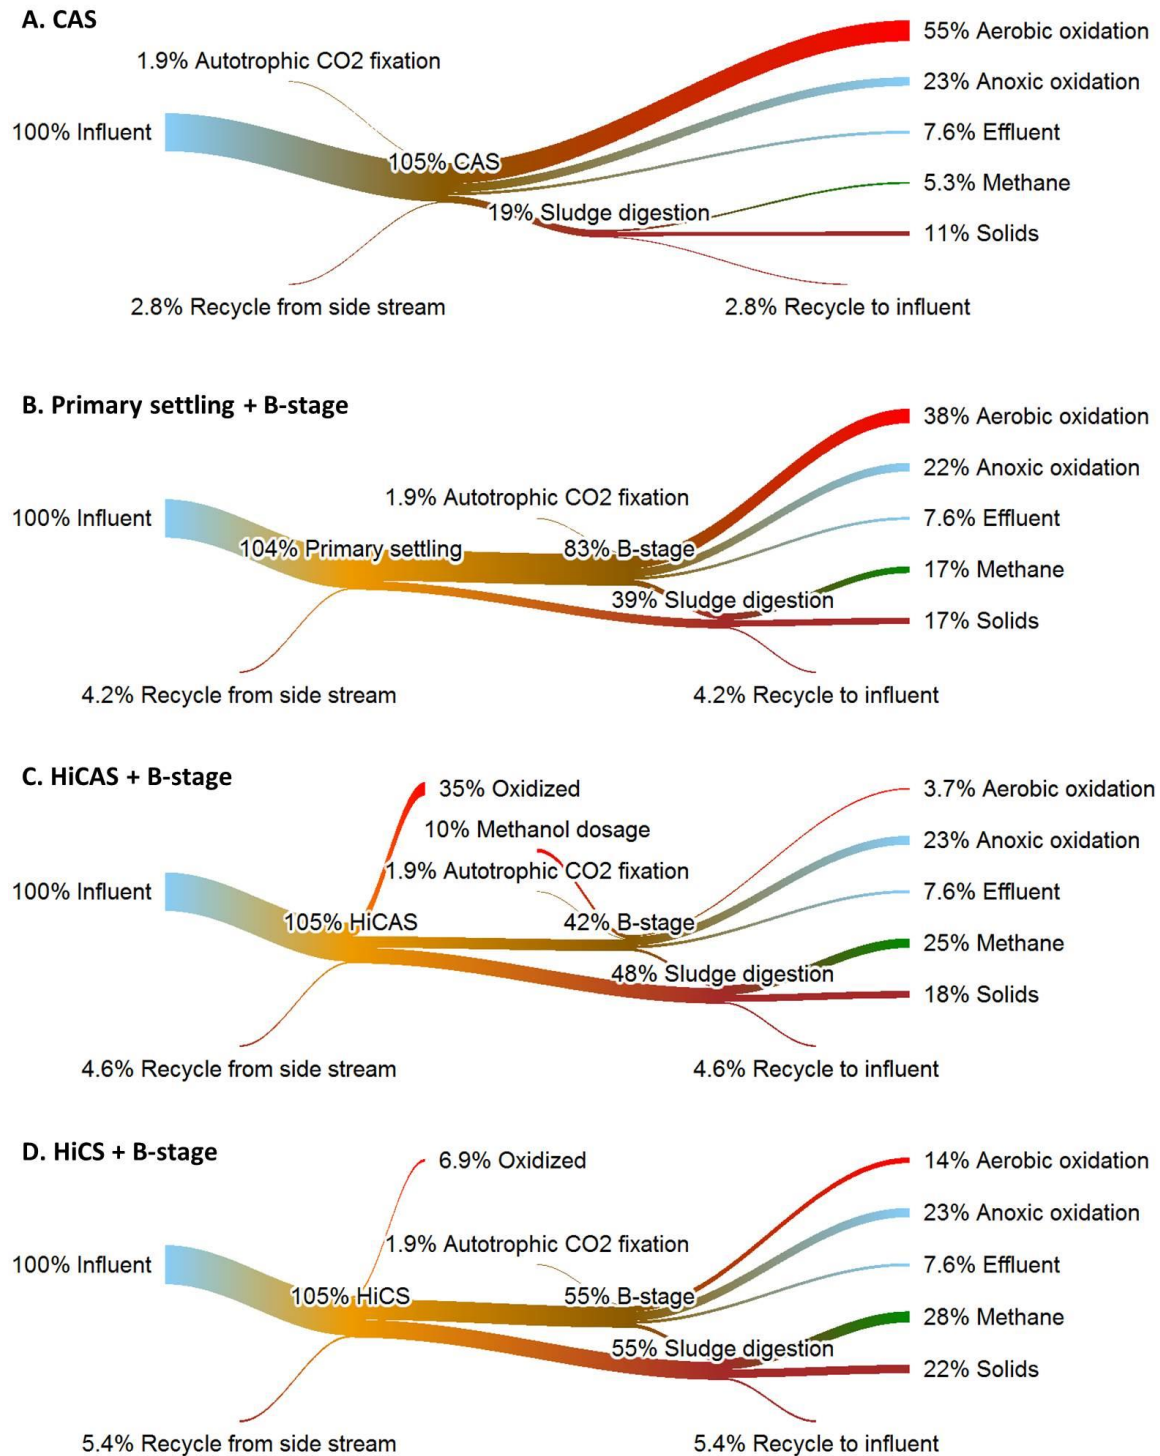 A. CAS
55% Aerobic oxidation
1.9% Autotrophic CO2 fixation
23% Anoxic oxidation
100% Influent
7.6% Effluent
105% CAS
5.3% Methane
19% Sludge digestion
11% Solids
2.8% Recycle from side stream
2.8% Recycle to influent
B. Primary settling + B-stage
38% Aerobic oxidation
22% Anoxic oxidation
1.9% Autotrophic CO2 fixation
100% Influent
7.6% Effluent
104% Primary settling
83% B-stage
17% Methane
39% Sludge digestion
17% Solids
4.2% Recycle from side stream
4.2% Recycle to influent
C. HiCAS + B-stage
35% Oxidized
3.7% Aerobic oxidation
10% Methanol dosage
23% Anoxic oxidation
1.9% Autotrophic CO2 fixation
100% Influent
7.6% Effluent
105% HiCAS
42% B-stage
25% Methane
48% Sludge digestion
18% Solids
4.6% Recycle from side stream
4.6% Recycle to influent
D. HiCS + B-stage
6.9% Oxidized
14% Aerobic oxidation
23% Anoxic oxidation
1.9% Autotrophic CO2 fixation
100% Influent
7.6% Effluent
105% HiCS
55% B-stage
28% Methane
55% Sludge digestion
22% Solids
5.4% Recycle from side stream
5.4% Recycle to influent